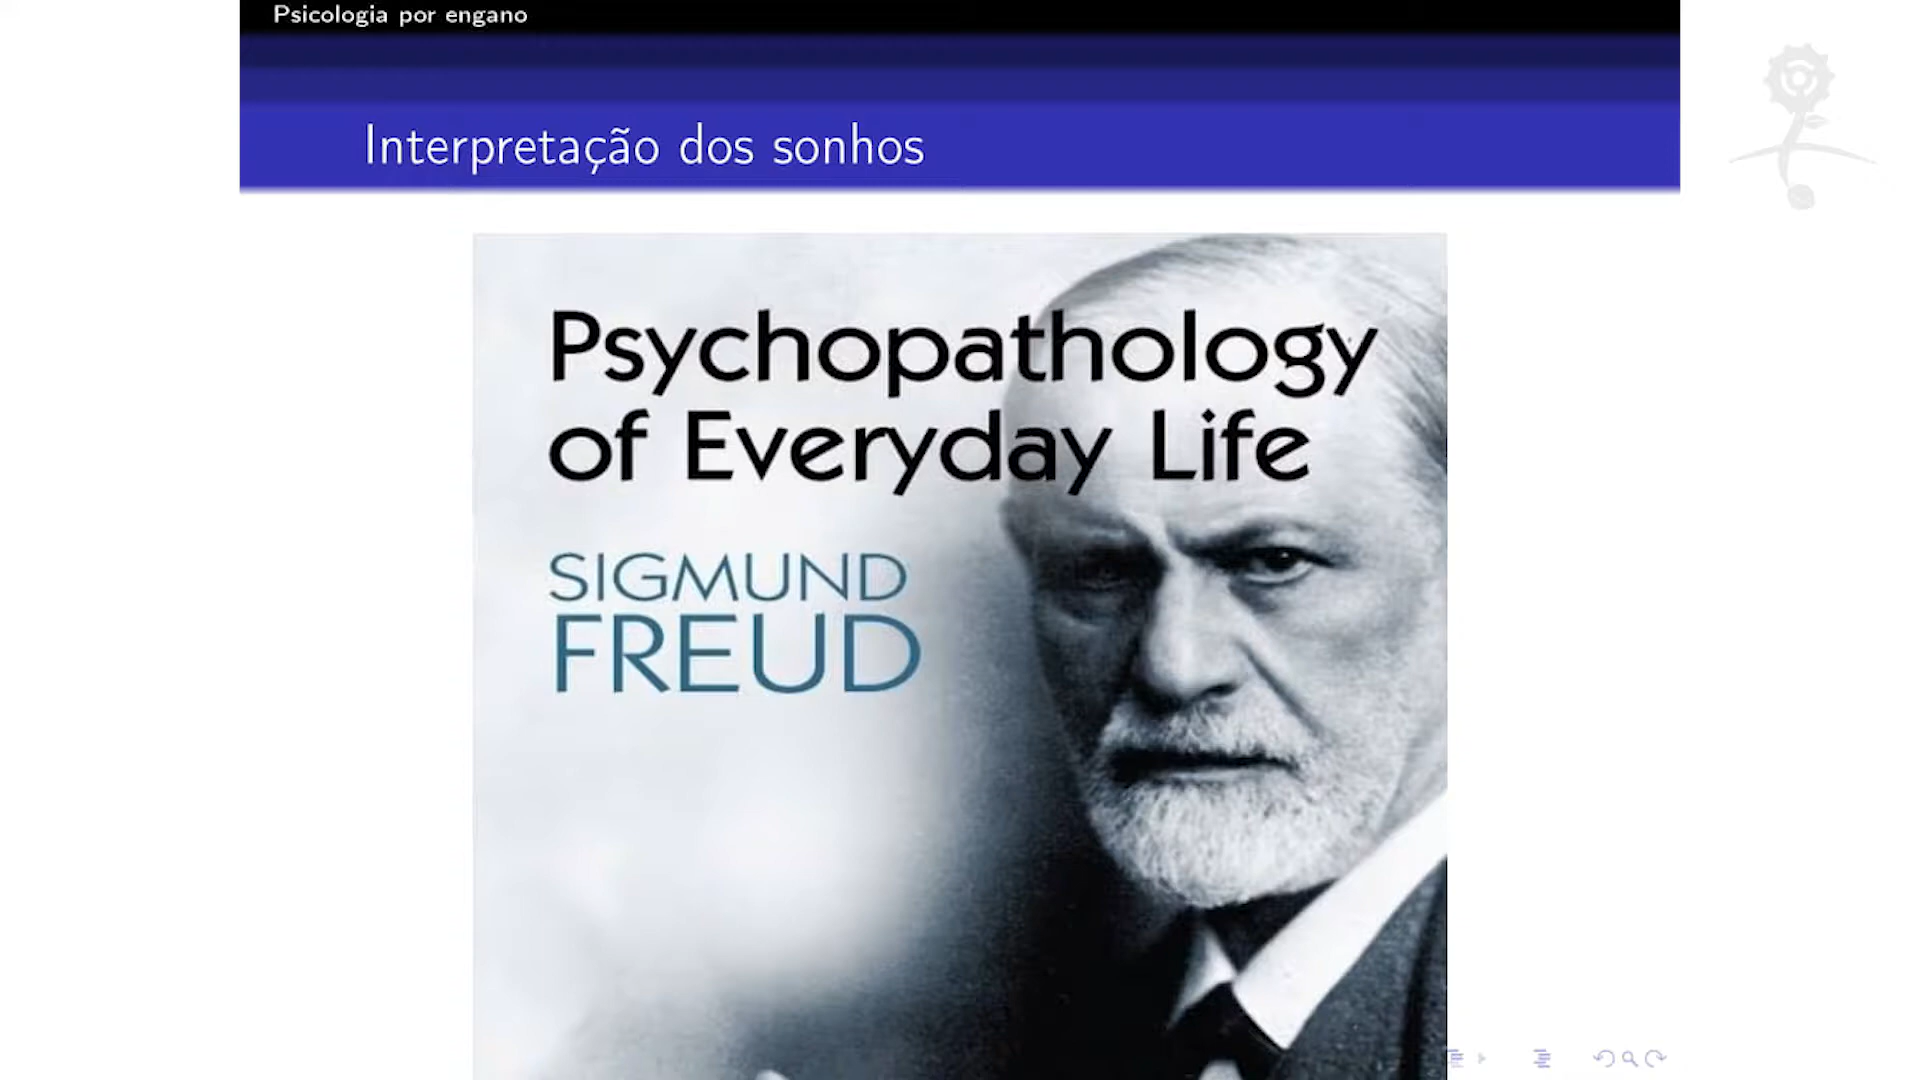 Psicologia por engano
Interpretação dos sonhos
Psychopathology
of Everyday Life
SIGMUND
FREUD